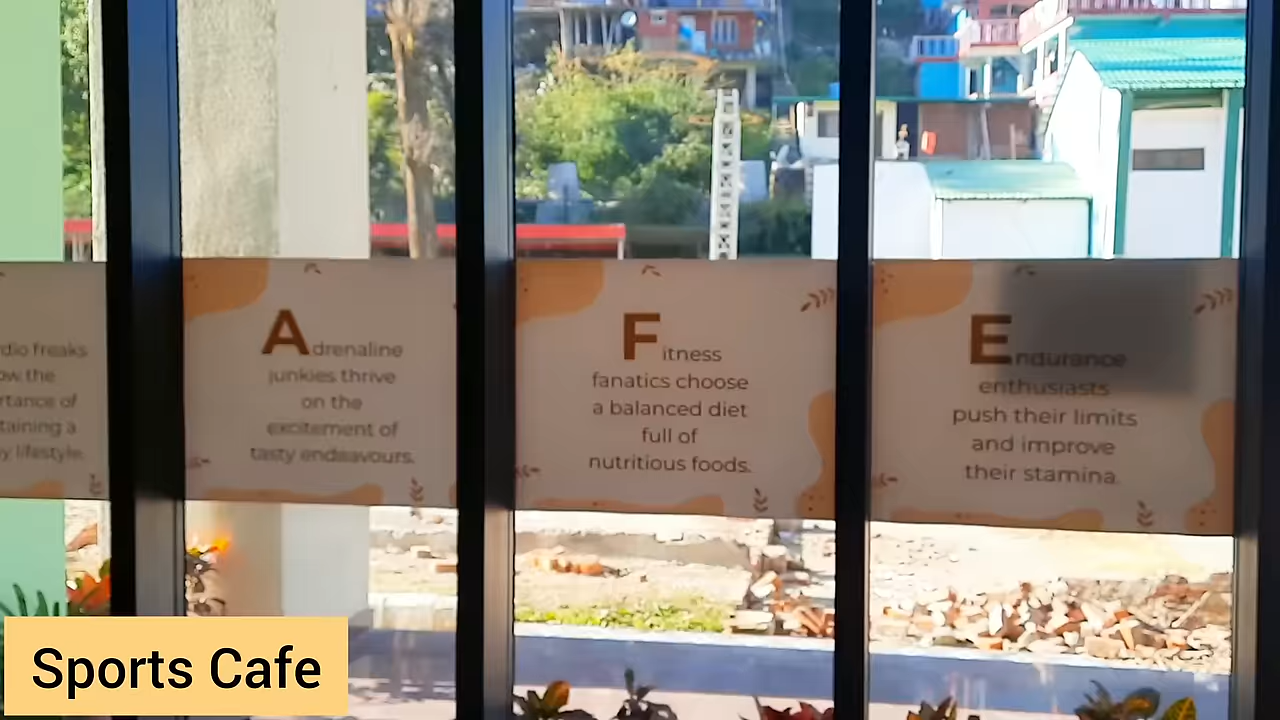 dio freaks
ow the
rtance of
taining a
y lifestyle.
Adrenaline
junkies thrive
on the
excitement of
tasty endeavours.
Fitness
fanatics choose
a balanced diet
full of
nutritious foods.
Endurance
enthusiasts
push their limits
and improve
their stamina.
Sports Cafe